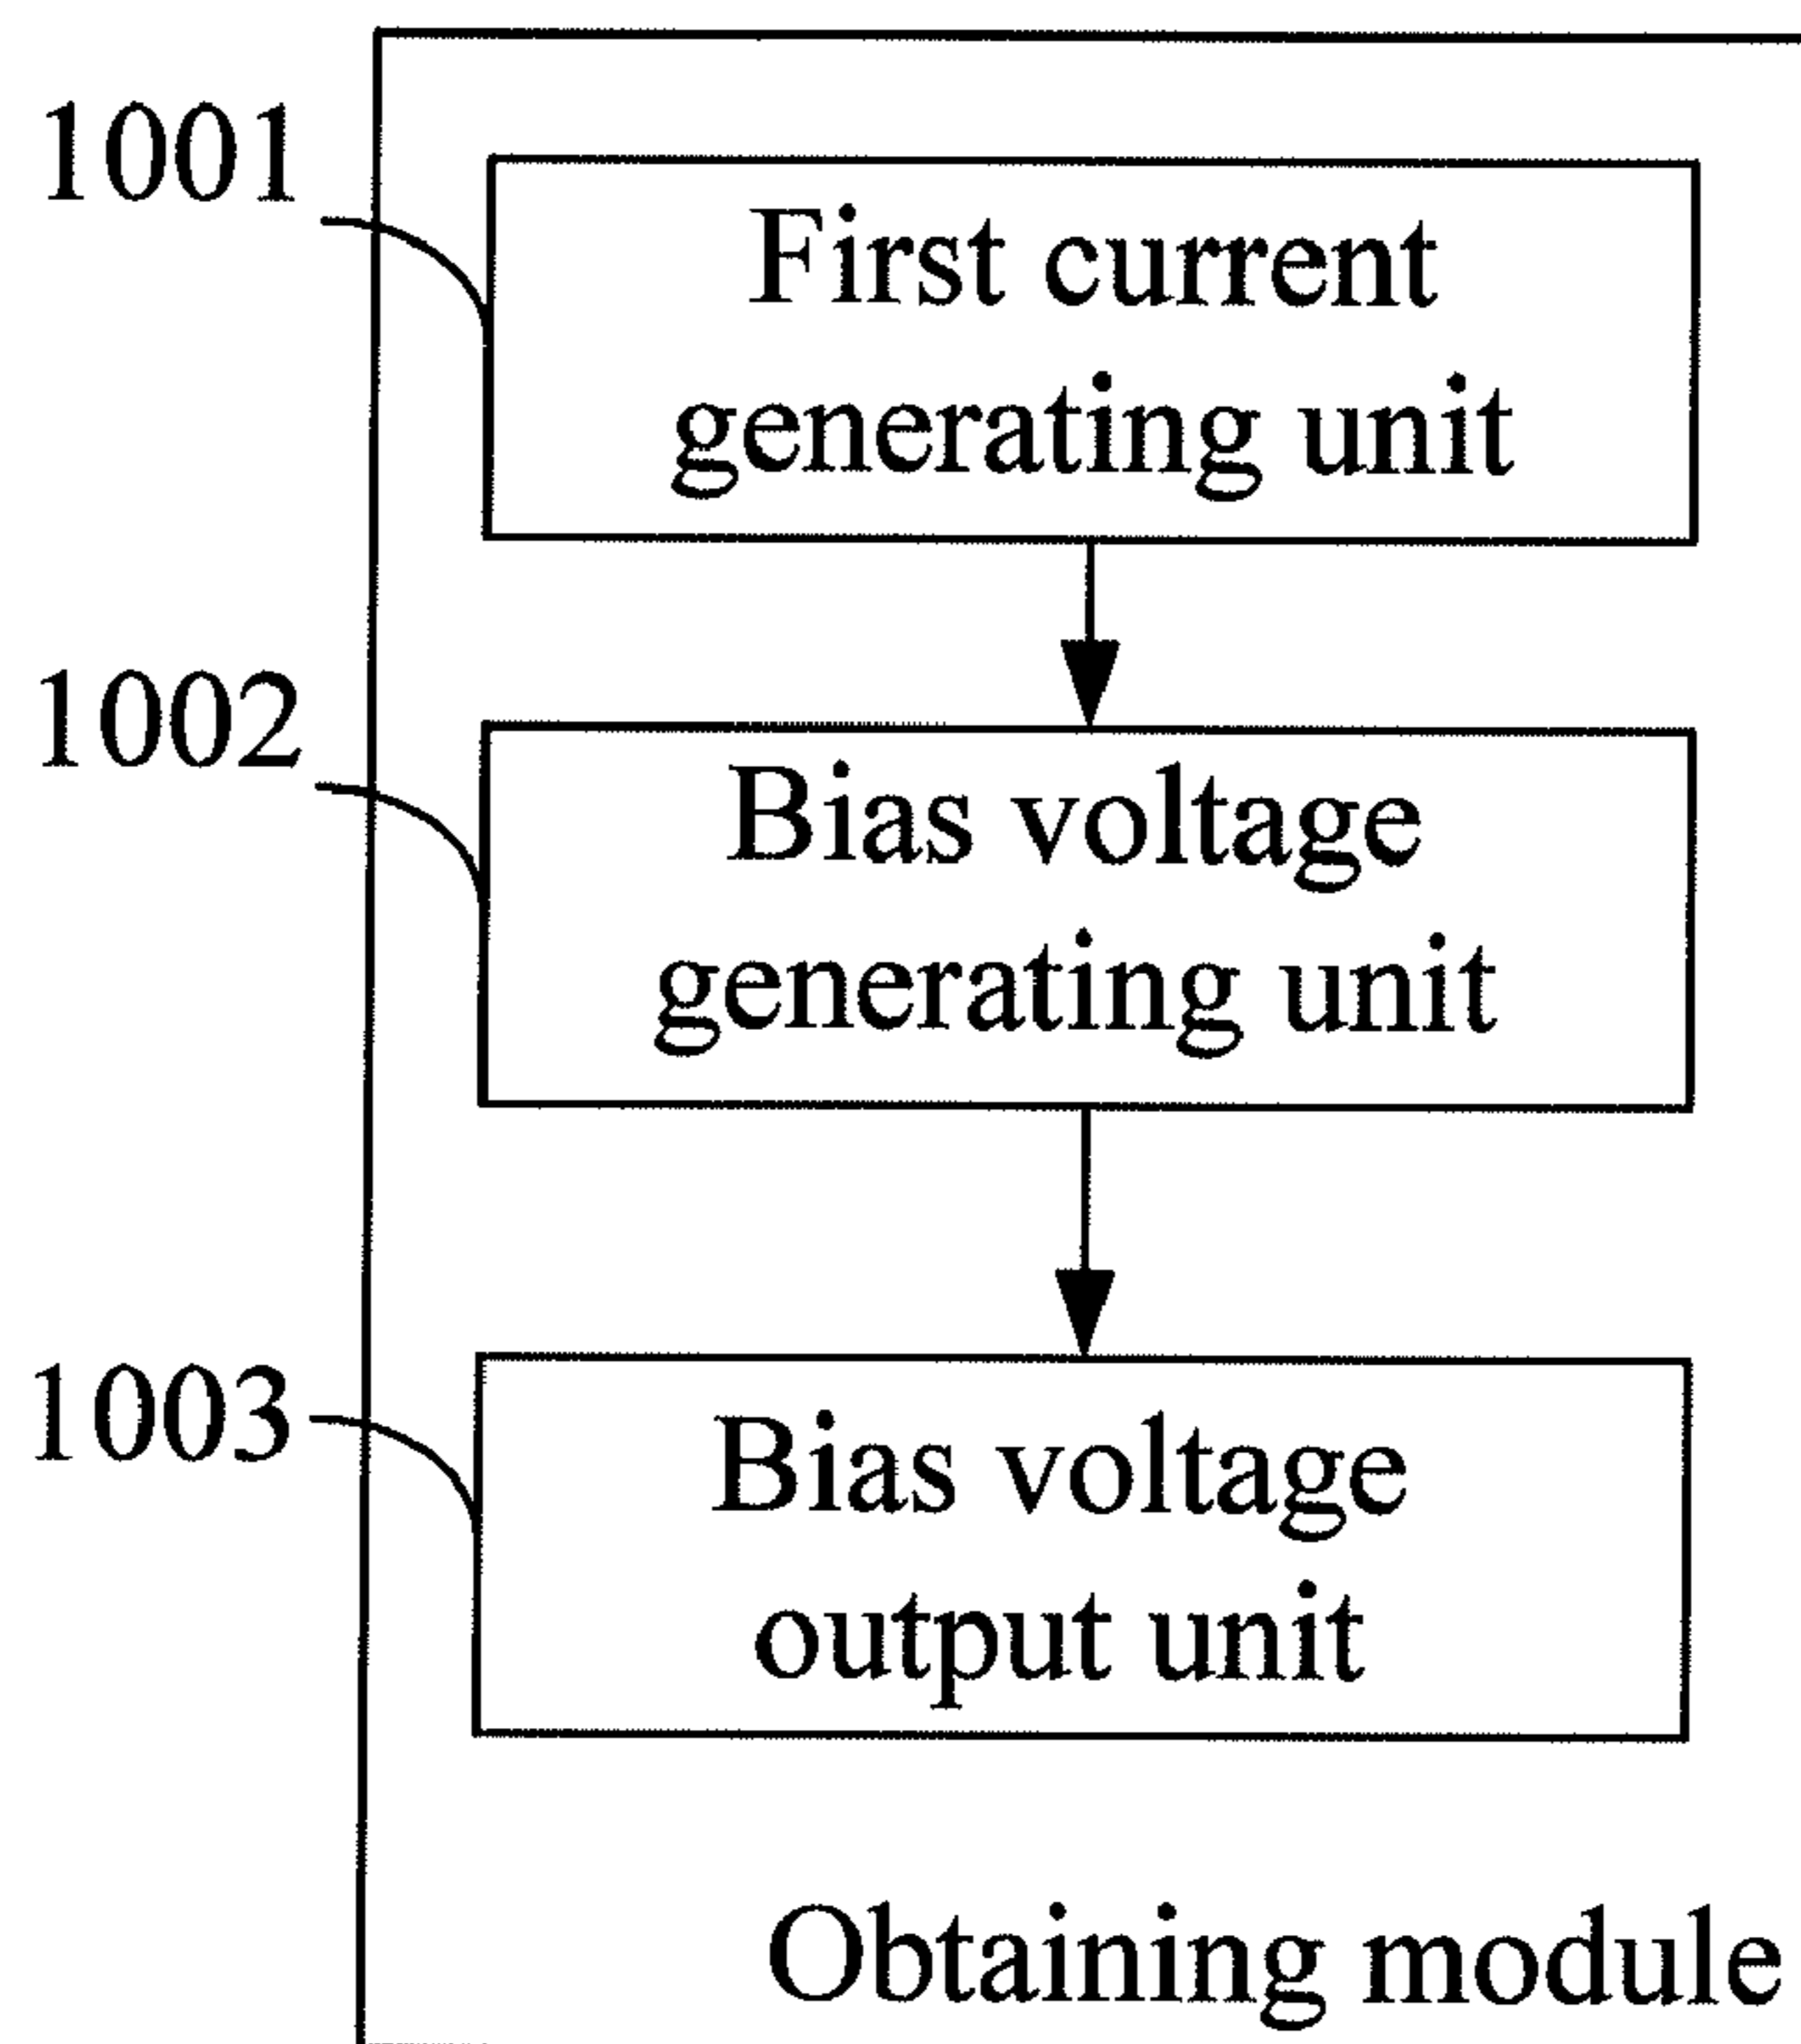 1001
First current
generating unit
1002
Bias voltage
generating unit
1003
Bias voltage
output unit
Obtaining module